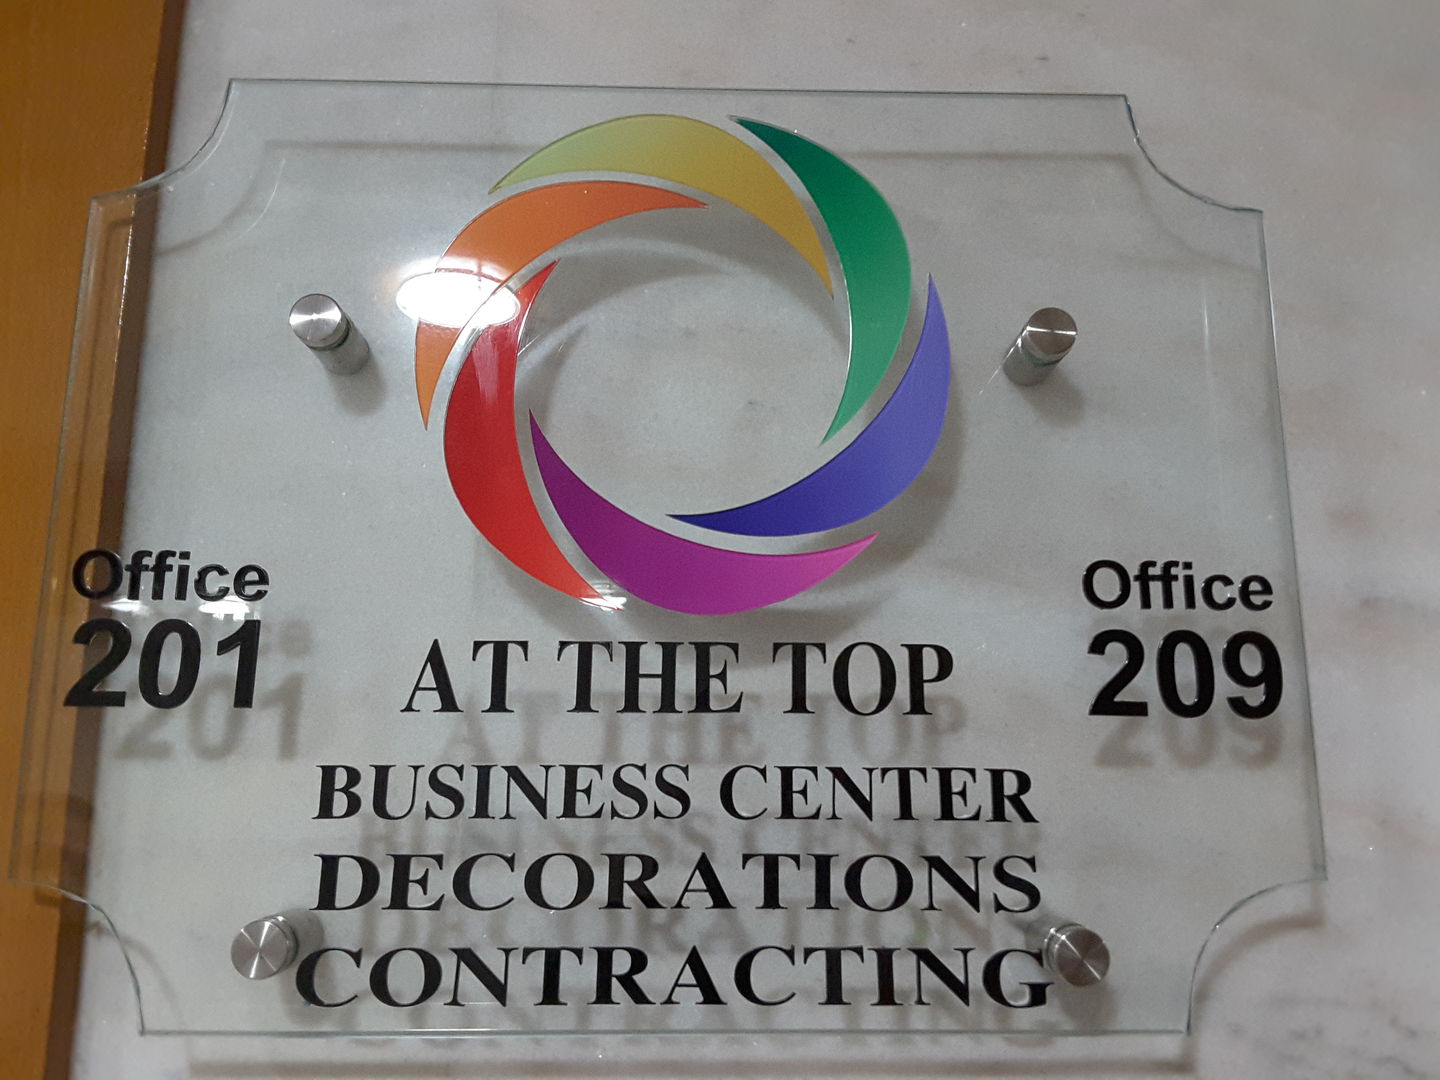 Office
201
Office
209
AT THE TOP
BUSINESS CENTER
DECORATIONS
CONTRACTING